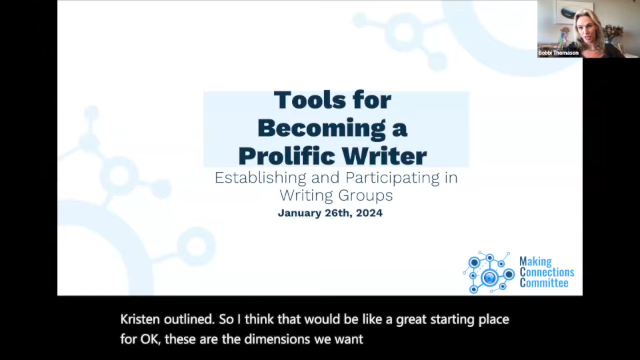 Bobbi Thomason
Tools for
Becoming a
Prolific Writer
Establishing and Participating in
Writing Groups
January 26th, 2024
Making
Connections
Committee
Kristen outlined. So I think that would be like a great starting place
for OK, these are the dimensions we want